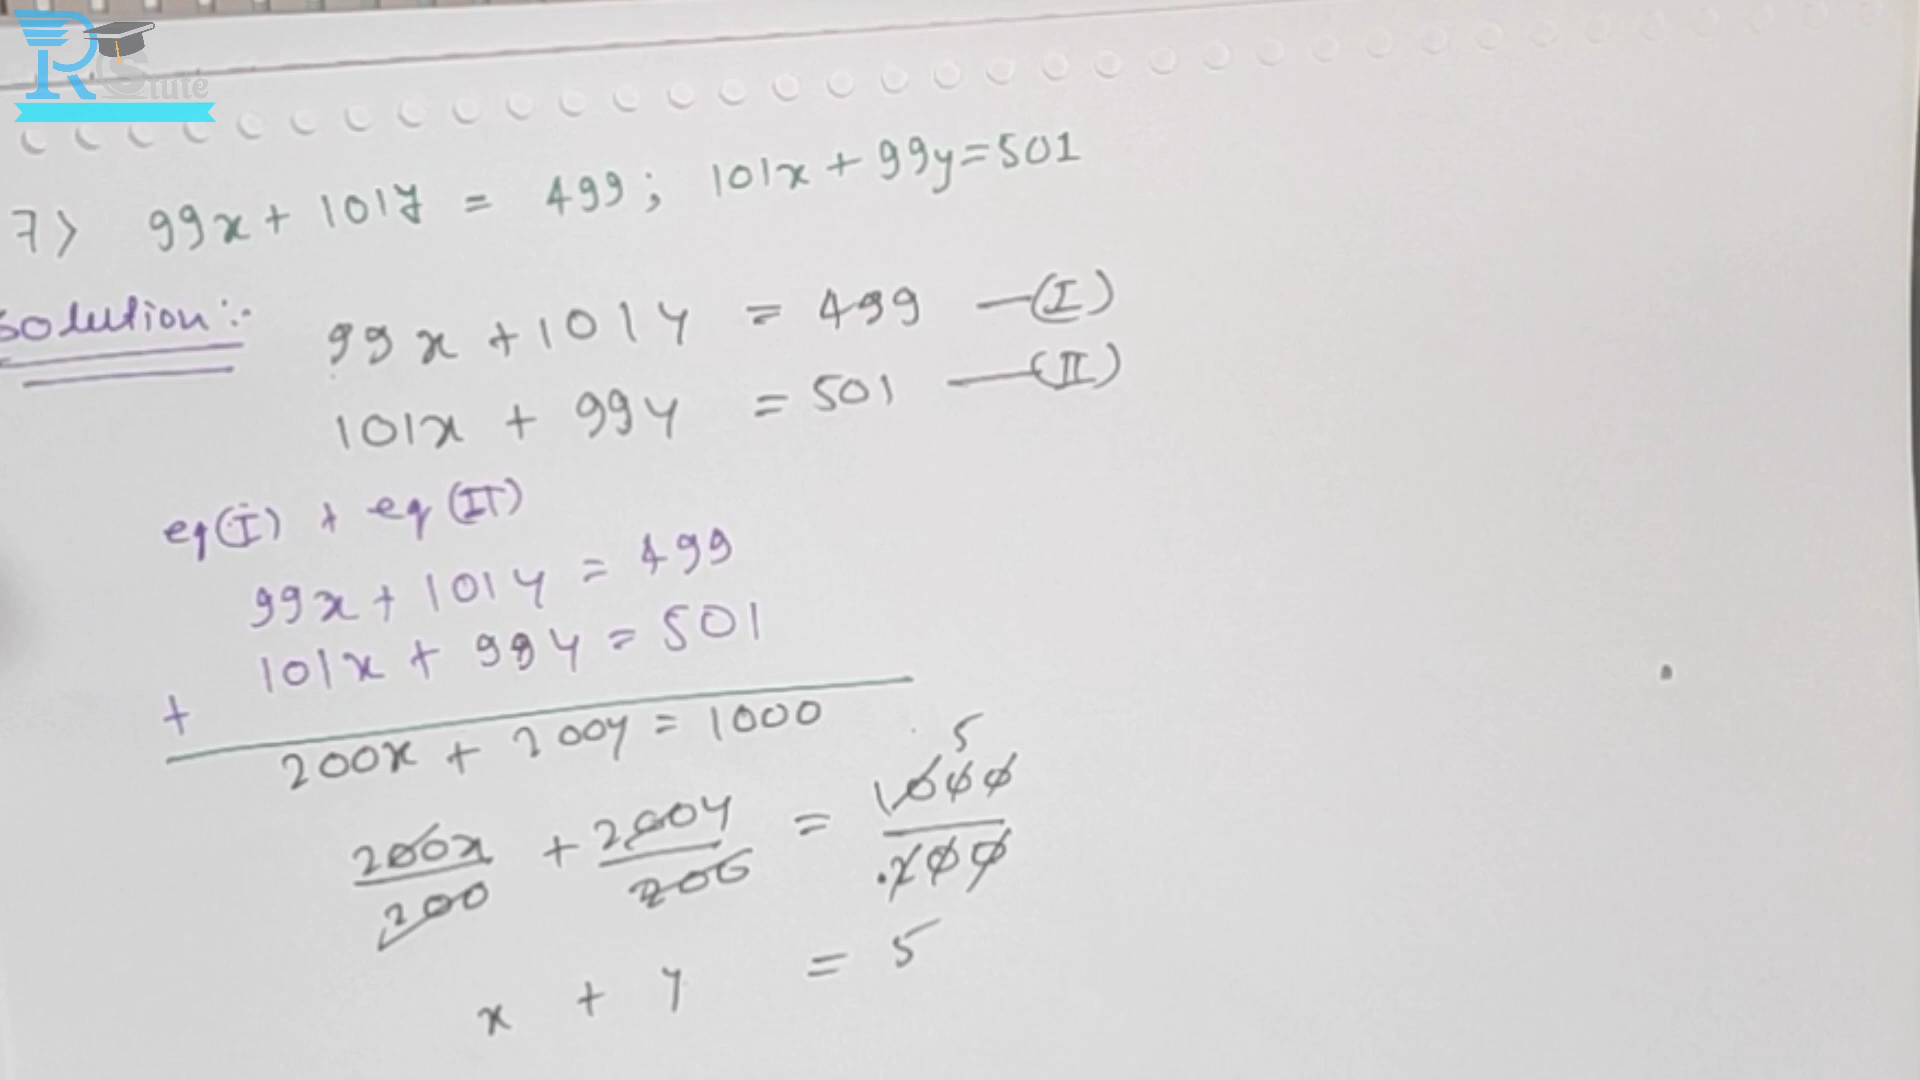 RStute
7) 99x + 101y = 499; 101x + 99y = 501
Solution:-
99x + 101y = 499 —(I)
101x + 99y = 501 —(II)
eq(I) + eq(II)
99x + 101y = 499
101x + 99y = 501
+
200x + 200y = 1000
200x/200 + 200y/200 = 1000/200 5
x + y = 5